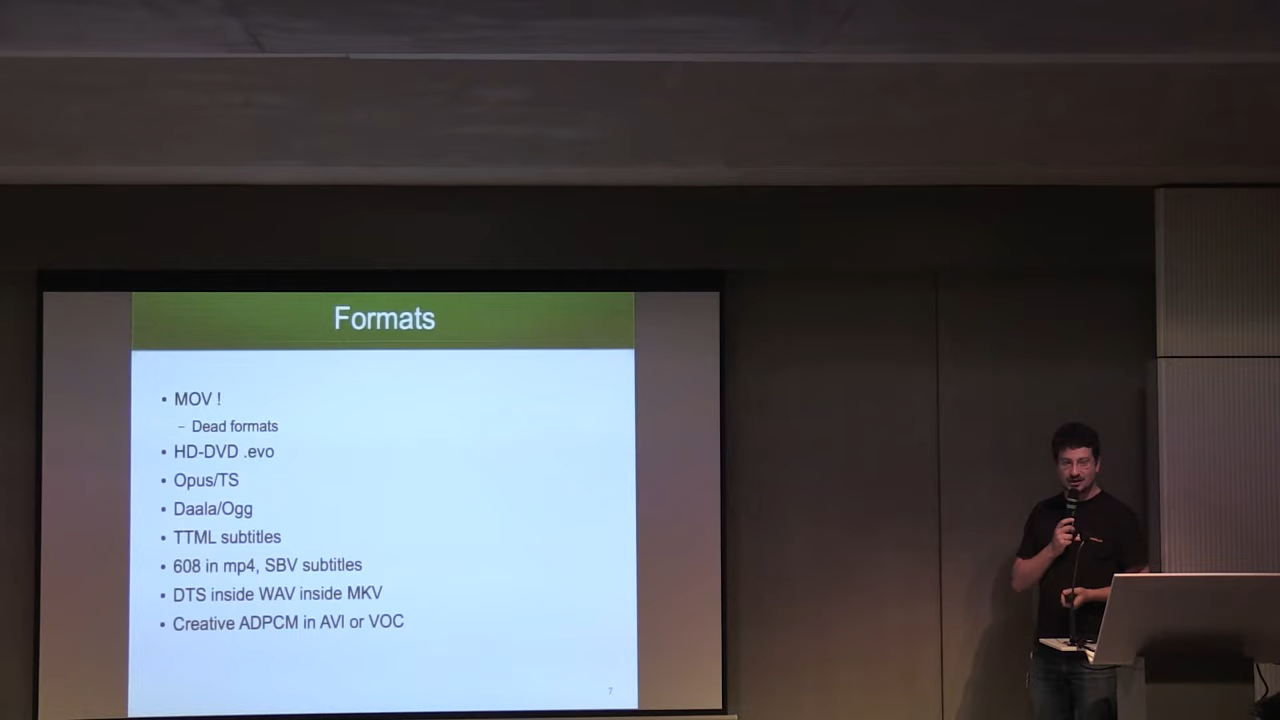 Formats
• MOV !
– Dead formats
• HD-DVD .evo
• Opus/TS
• Daala/Ogg
• TTML subtitles
• 608 in mp4, SBV subtitles
• DTS inside WAV inside MKV
• Creative ADPCM in AVI or VOC
7